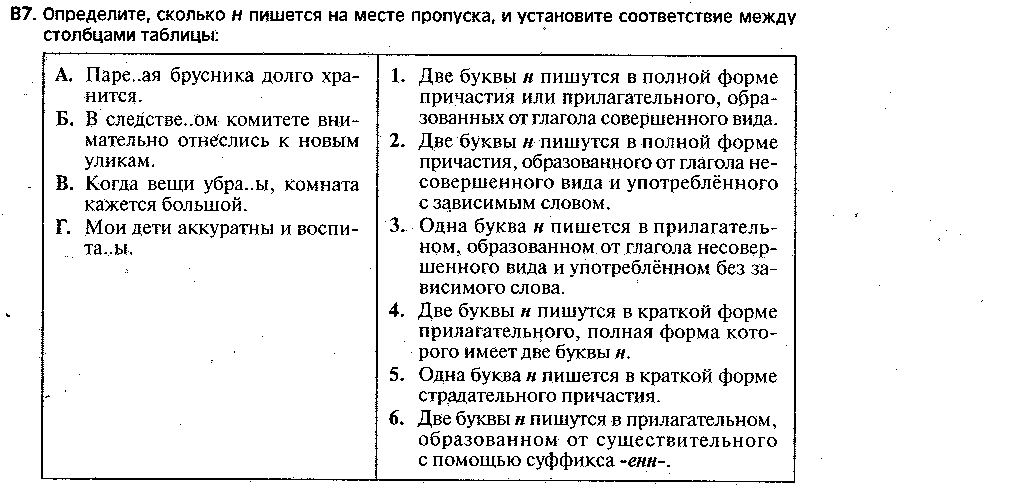 В7. Определите, сколько н пишется на месте пропуска, и установите соответствие между
столбцами таблицы:
А. Паре..ая брусника долго хра-
нится.
Б. В следстве..ом комитете вни-
мательно отнеслись к новым
уликам.
В. Когда вещи убра..ы, комната
кажется большой.
Г. Мои дети аккуратны и воспи-
та..ы.
1. Две буквы н пишутся в полной форме
причастия или прилагательного, обра-
зованных от глагола совершенного вида.
2. Две буквы н пишутся в полной форме
причастия, образованного от глагола не-
совершенного вида и употреблённого
с зависимым словом.
3. Одна буква н пишется в прилагатель-
ном, образованном от глагола несовер-
шенного вида и употреблённом без за-
висимого слова.
4. Две буквы н пишутся в краткой форме
прилагательного, полная форма кото-
рого имеет две буквы н.
5. Одна буква н пишется в краткой форме
страдательного причастия.
6. Две буквы н пишутся в прилагательном,
образованном от существительного
с помощью суффикса -енн-.